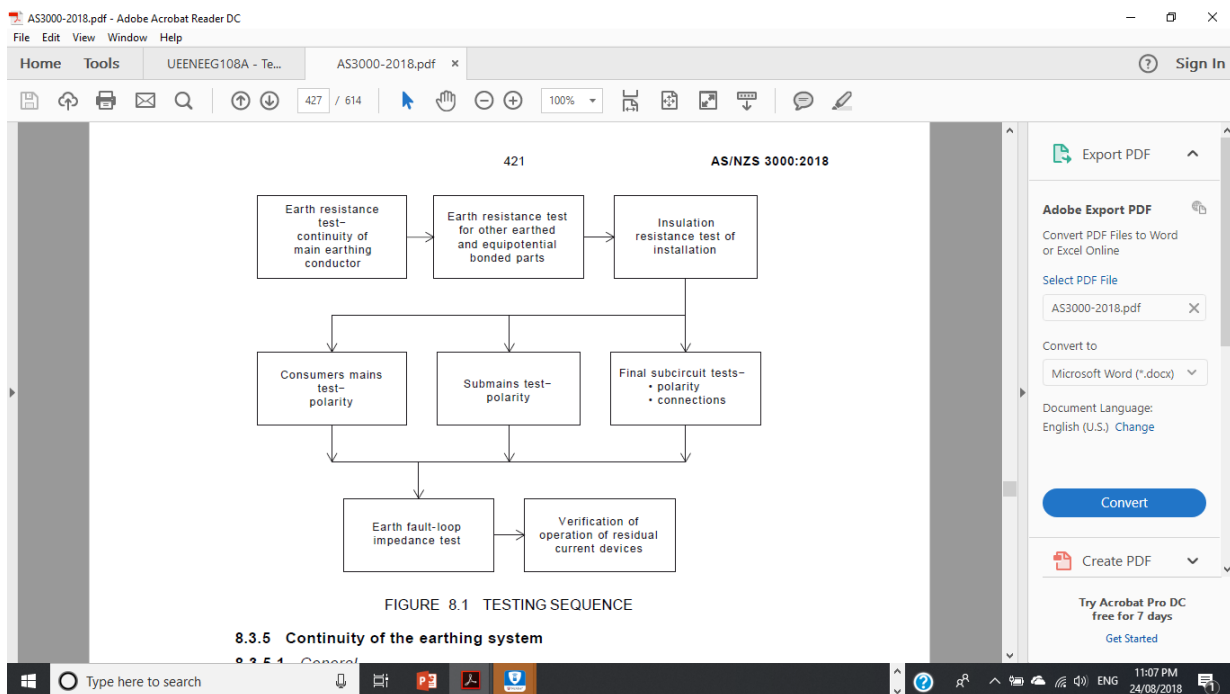 AS3000-2018.pdf - Adobe Acrobat Reader DC
File Edit View Window Help
Home Tools UEENEEG108A - Te... AS3000-2018.pdf × Sign In
427 / 614 100%
421 AS/NZS 3000:2018
Earth resistance
test–
continuity of
main earthing
conductor
Earth resistance test
for other earthed
and equipotential
bonded parts
Insulation
resistance test of
installation
Consumers mains
test–
polarity
Submains test–
polarity
Final subcircuit tests–
• polarity
• connections
Earth fault-loop
impedance test
Verification of
operation of residual
current devices
FIGURE 8.1 TESTING SEQUENCE
8.3.5 Continuity of the earthing system
8.3.5.1 General
Export PDF
Adobe Export PDF
Convert PDF Files to Word
or Excel Online
Select PDF File
AS3000-2018.pdf
Convert to
Microsoft Word (*.docx)
Document Language:
English (U.S.) Change
Convert
Create PDF
Try Acrobat Pro DC
free for 7 days
Get Started
Type here to search
ENG
11:07 PM
24/08/2018